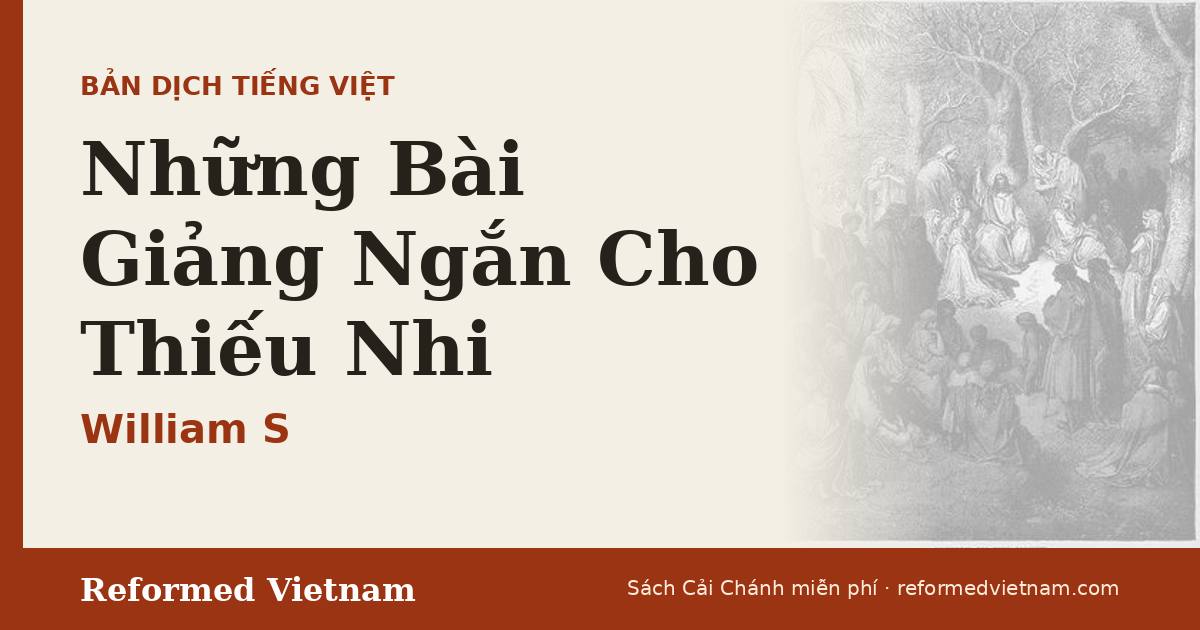 BẢN DỊCH TIẾNG VIỆT
Những Bài
Giảng Ngắn Cho
Thiếu Nhi
William S
Reformed Vietnam
Sách Cải Chánh miễn phí · reformedvietnam.com